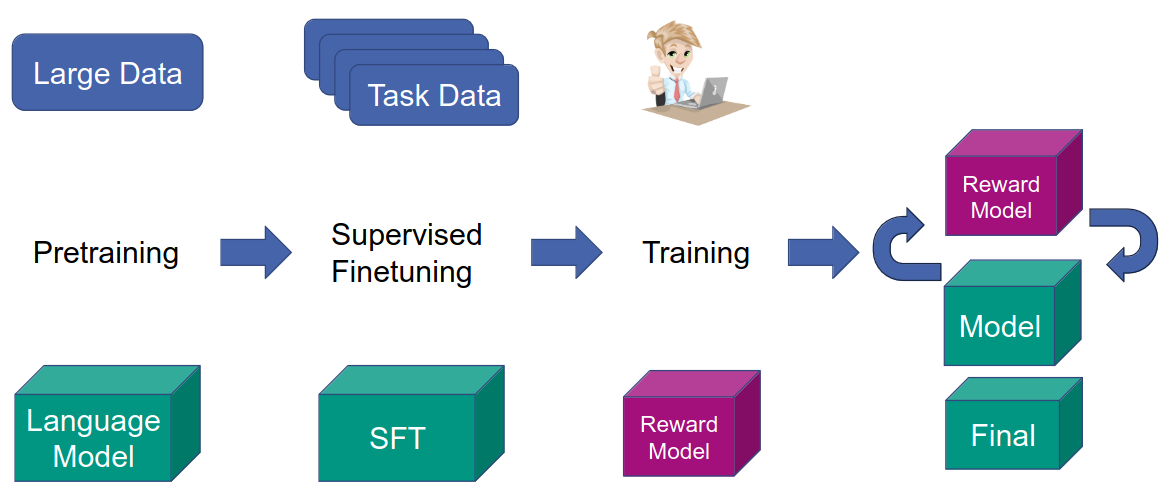 Large Data
Task Data
Pretraining
Supervised
Finetuning
Training
Reward
Model
Model
Language
Model
SFT
Reward
Model
Final